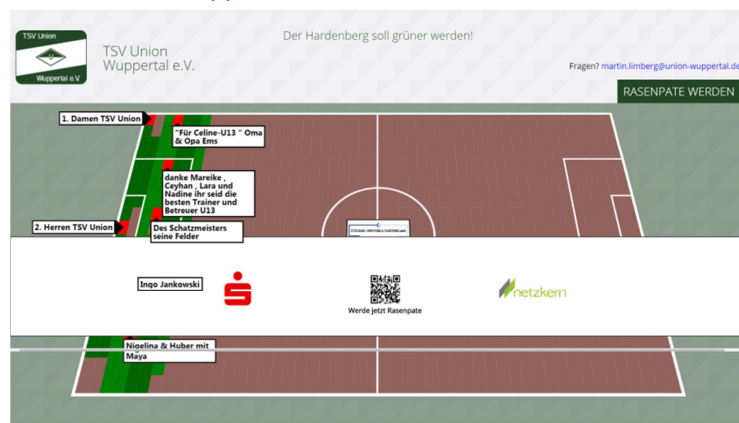 TSV Union
Wuppertal e.V.
TSV Union
Wuppertal e.V.
Der Hardenberg soll grüner werden!
Fragen? martin.limberg@union-wuppertal.de
RASENPATE WERDEN
1. Damen TSV Union
"Für Celine-U13 " Oma
& Opa Ems
danke Mareike ,
Ceyhan , Lara und
Nadine ihr seid die
besten Trainer und
Betreuer U13
2. Herren TSV Union
Des Schatzmeisters
seine Felder
Ingo Jankowski
Werde jetzt Rasenpate
netzkern
Nigelina & Huber mit
Maya